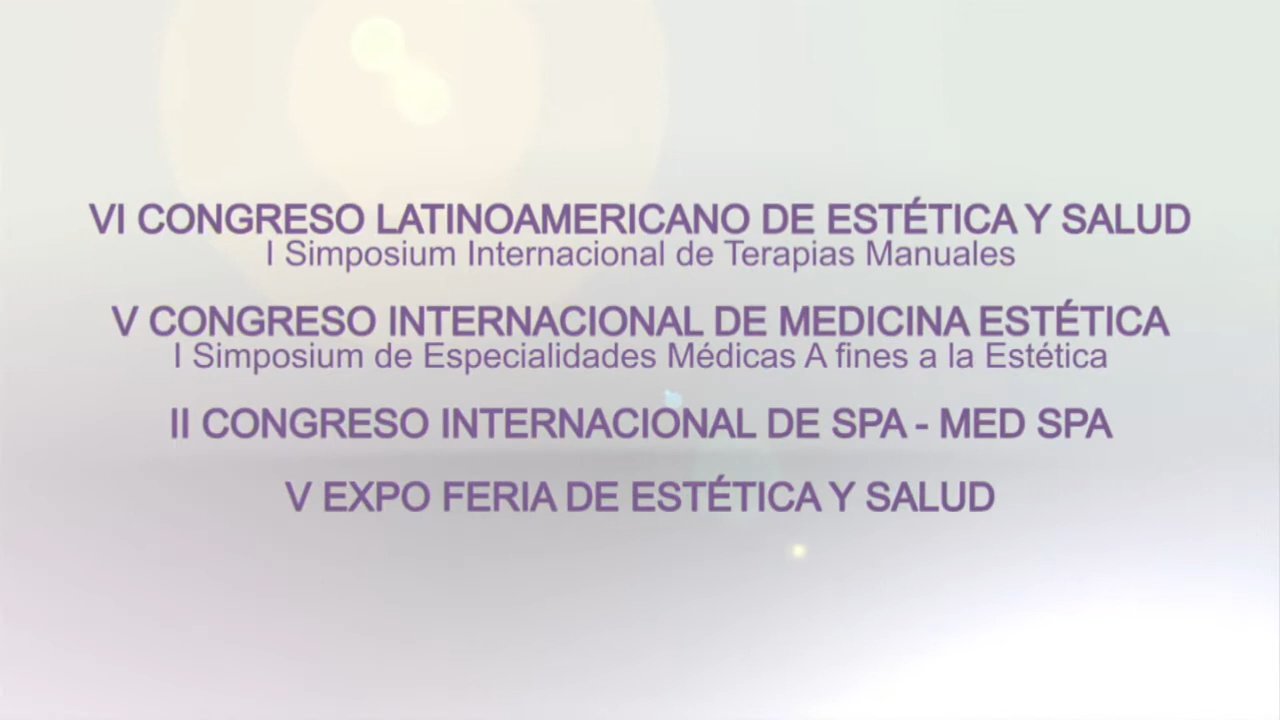 VI CONGRESO LATINOAMERICANO DE ESTÉTICA Y SALUD
I Simposium Internacional de Terapias Manuales
V CONGRESO INTERNACIONAL DE MEDICINA ESTÉTICA
I Simposium de Especialidades Médicas A fines a la Estética
II CONGRESO INTERNACIONAL DE SPA - MED SPA
V EXPO FERIA DE ESTÉTICA Y SALUD